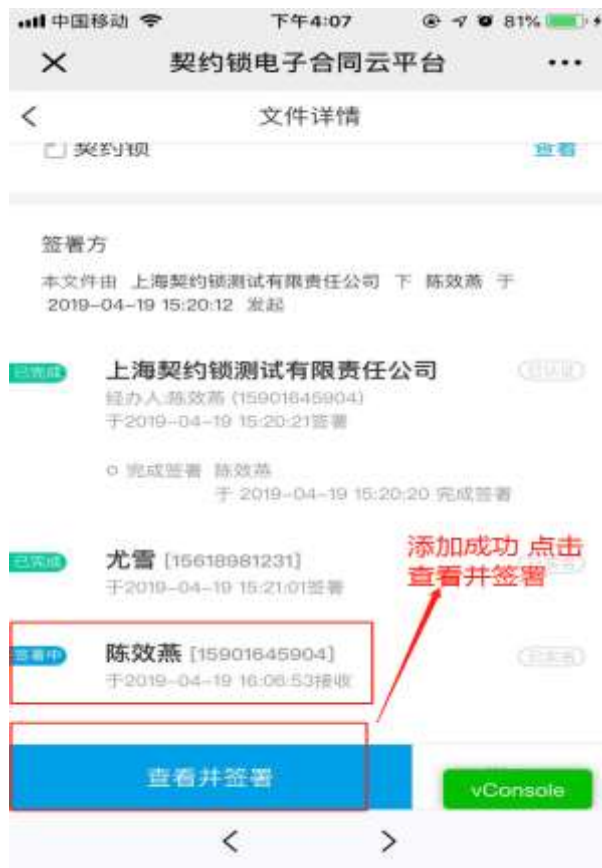 中国移动 下午4:07 81%
契约锁电子合同云平台
文件详情
契约锁 查看
签署方
本文件由 上海契约锁测试有限责任公司 下 陈效燕 于
2019-04-19 15:20:12 发起
已完成 上海契约锁测试有限责任公司 已认证
经办人:陈效燕 (15901645904)
于2019-04-19 15:20:21签署
完成签署 陈效燕
于 2019-04-19 15:20:20 完成签署
添加成功 点击
已完成 尤雪 [15618981231]
查看并签署
于2019-04-19 15:21:01签署
签署中 陈效燕 [15901645904]
于2019-04-19 16:06:53接收
查看并签署
vConsole